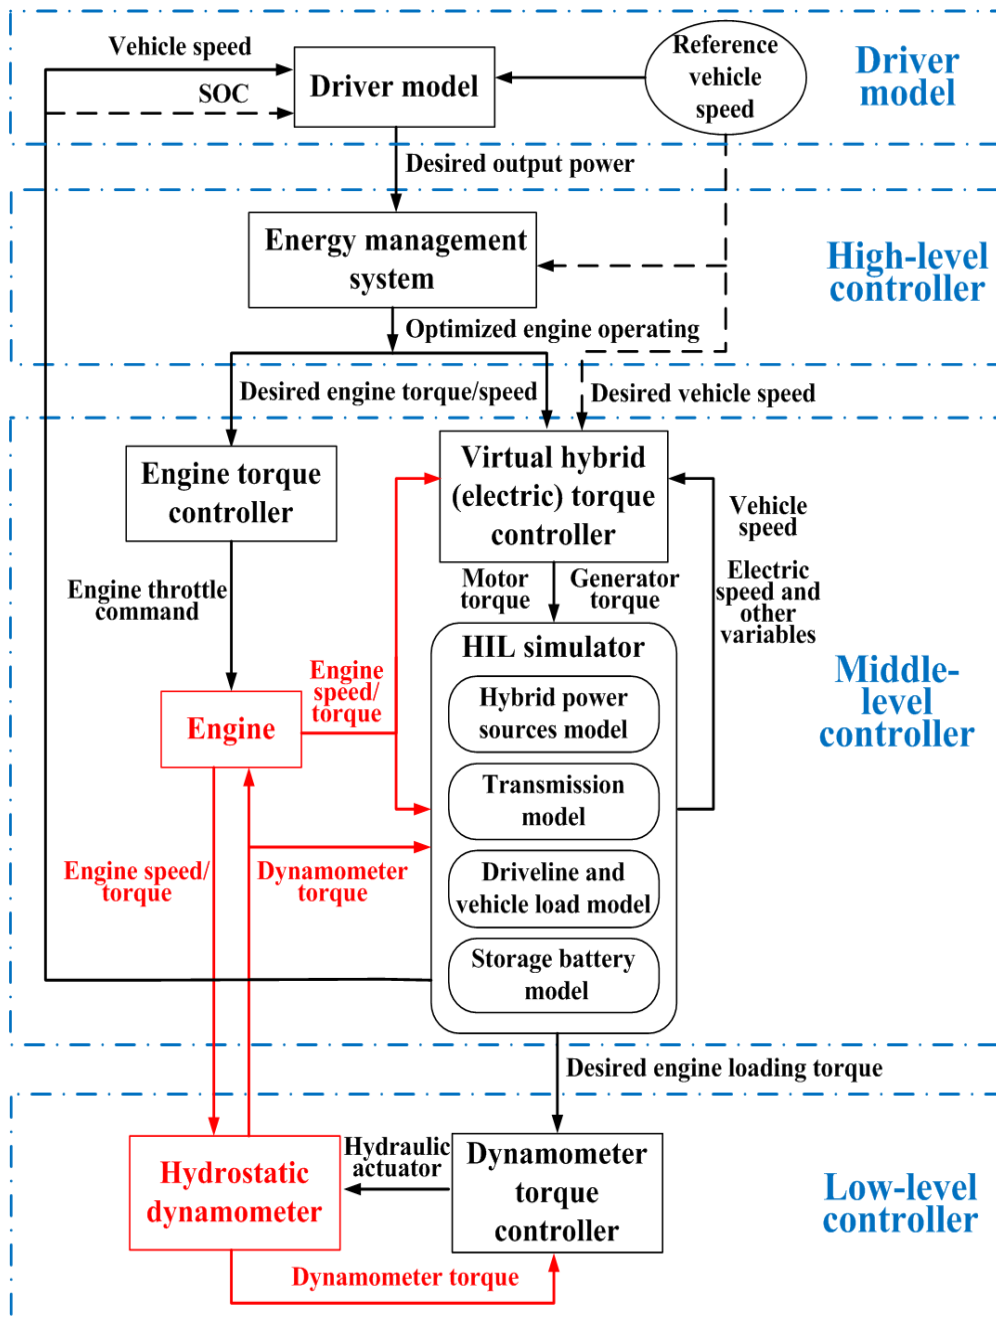 Vehicle speed
SOC
Driver model
Reference
vehicle
speed
Driver
model
Desired output power
Energy management
system
High-level
controller
Optimized engine operating
Desired engine torque/speed
Desired vehicle speed
Engine torque
controller
Virtual hybrid
(electric) torque
controller
Vehicle
speed
Electric
speed and
other
variables
Engine throttle
command
Motor
torque
Generator
torque
HIL simulator
Hybrid power
sources model
Transmission
model
Driveline and
vehicle load model
Storage battery
model
Engine
speed/
torque
Engine
Middle-
level
controller
Engine speed/
torque
Dynamometer
torque
Desired engine loading torque
Hydrostatic
dynamometer
Hydraulic
actuator
Dynamometer
torque
controller
Low-level
controller
Dynamometer torque